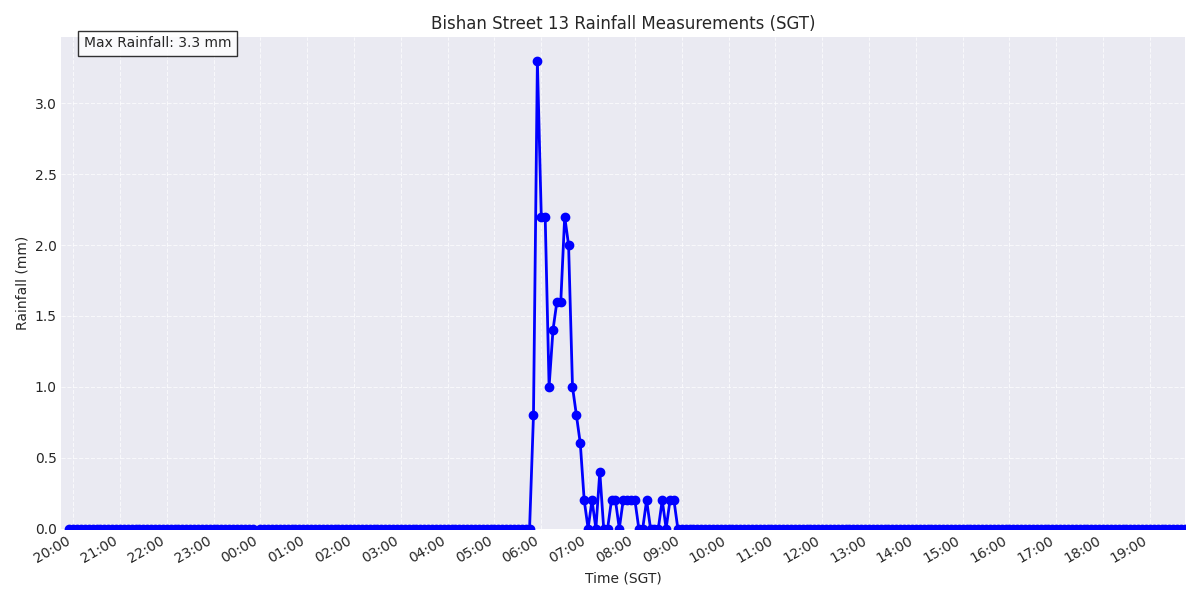 Bishan Street 13 Rainfall Measurements (SGT)
Max Rainfall: 3.3 mm
Rainfall (mm)
3.0
2.5
2.0
1.5
1.0
0.5
0.0
20:00 21:00 22:00 23:00 00:00 01:00 02:00 03:00 04:00 05:00 06:00 07:00 08:00 09:00 10:00 11:00 12:00 13:00 14:00 15:00 16:00 17:00 18:00 19:00
Time (SGT)